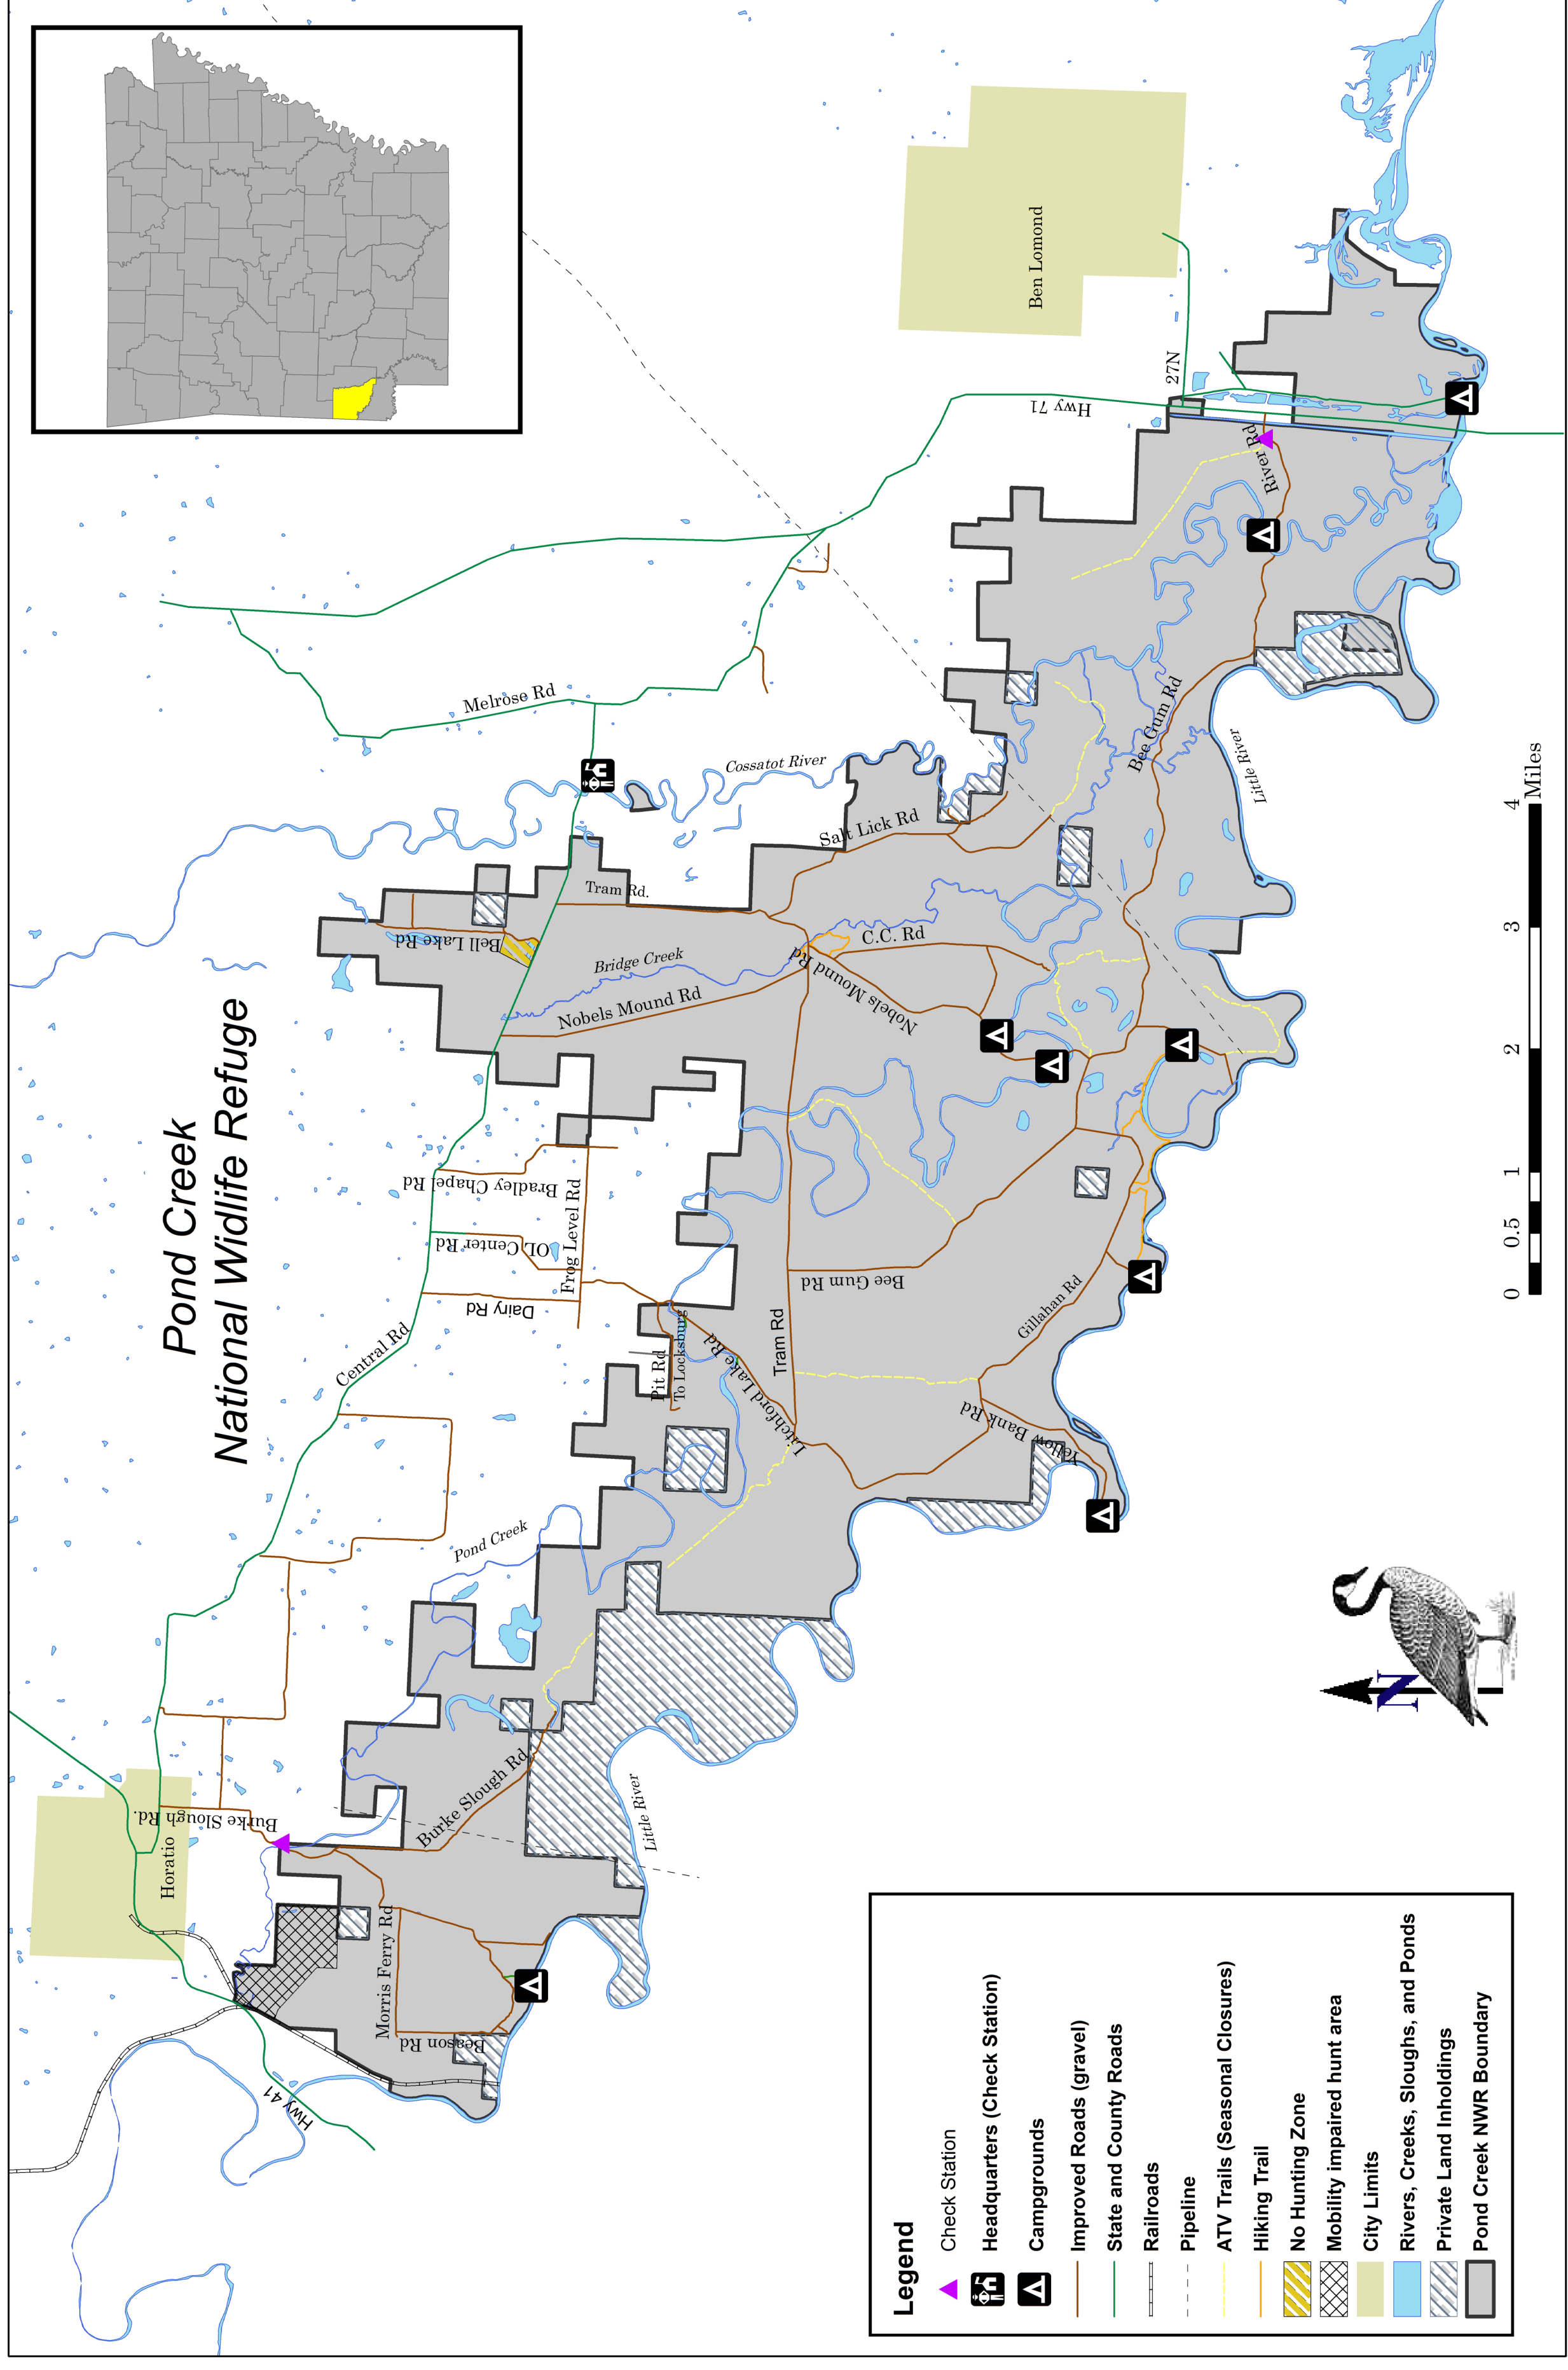 Pond Creek
National Widlife Refuge
Horatio
Burke Slough Rd.
Hwy 41
Morris Ferry Rd
Beason Rd
Burke Slough Rd
Little River
Pond Creek
Central Rd
Dairy Rd
OL Center Rd
Bradley Chapel Rd
Frog Level Rd
Pit Rd
To Locksburg
Litchford Lake Rd
Tram Rd
Bee Gum Rd
Yellow Bank Rd
Gillahan Rd
Nobels Mound Rd
Bridge Creek
Bell Lake Rd
Tram Rd.
Nobels Mound Rd
C.C. Rd
Salt Lick Rd
Cossatot River
Melrose Rd
Bee Gum Rd
Little River
River Rd
Hwy 71
27N
Ben Lomond
Legend
Check Station
Headquarters (Check Station)
Campgrounds
Improved Roads (gravel)
State and County Roads
Railroads
Pipeline
ATV Trails (Seasonal Closures)
Hiking Trail
No Hunting Zone
Mobility impaired hunt area
City Limits
Rivers, Creeks, Sloughs, and Ponds
Private Land Inholdings
Pond Creek NWR Boundary
N
0 0.5 1 2 3 4
Miles